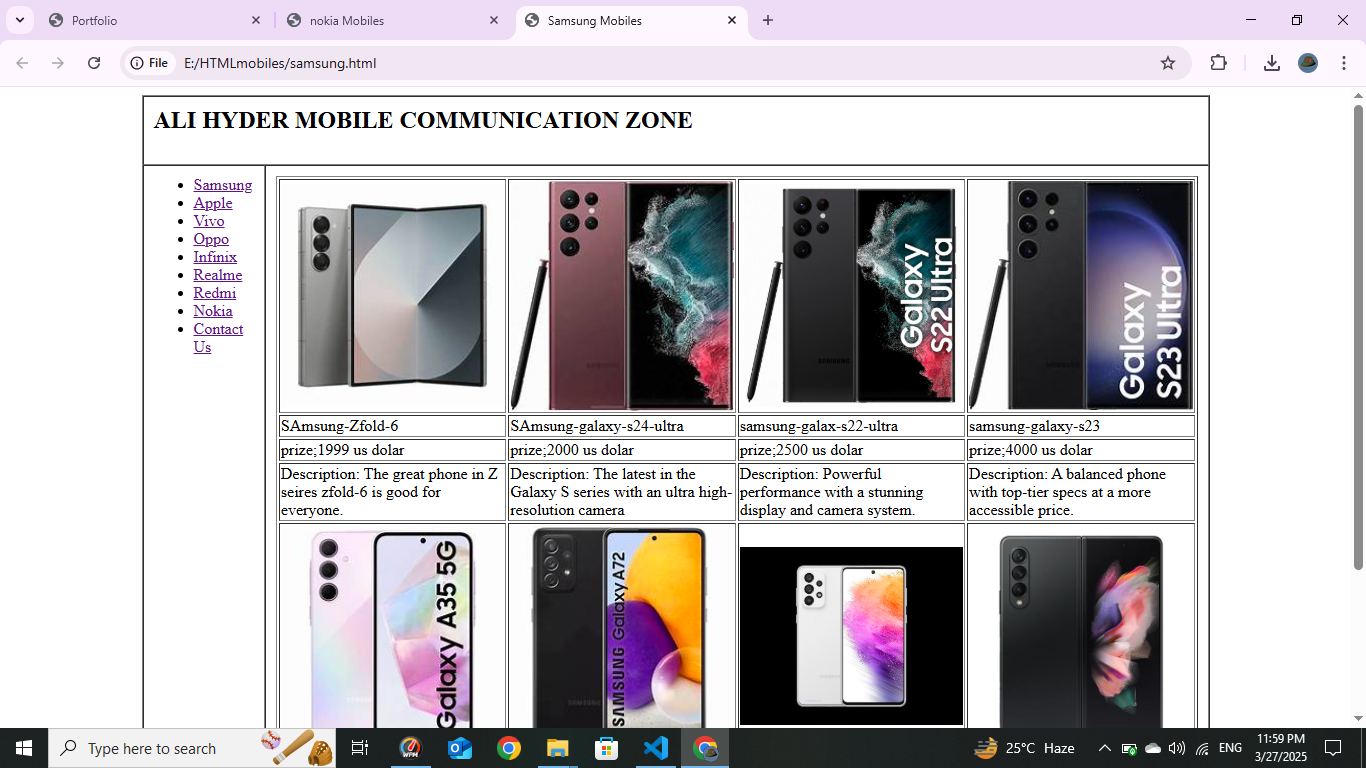 Portfolio
nokia Mobiles
Samsung Mobiles
File
E:/HTMLmobiles/samsung.html
ALI HYDER MOBILE COMMUNICATION ZONE
Samsung
Apple
Vivo
Oppo
Infinix
Realme
Redmi
Nokia
Contact
Us
Galaxy
S22 Ultra
Galaxy
S23 Ultra
SAmsung-Zfold-6
SAmsung-galaxy-s24-ultra
samsung-galax-s22-ultra
samsung-galaxy-s23
prize;1999 us dolar
prize;2000 us dolar
prize;2500 us dolar
prize;4000 us dolar
Description: The great phone in Z
seires zfold-6 is good for
everyone.
Description: The latest in the
Galaxy S series with an ultra high-
resolution camera
Description: Powerful
performance with a stunning
display and camera system.
Description: A balanced phone
with top-tier specs at a more
accessible price.
Galaxy A35 5G
SAMSUNG Galaxy A72
Type here to search
WPM
25°C Haze
ENG
11:59 PM
3/27/2025